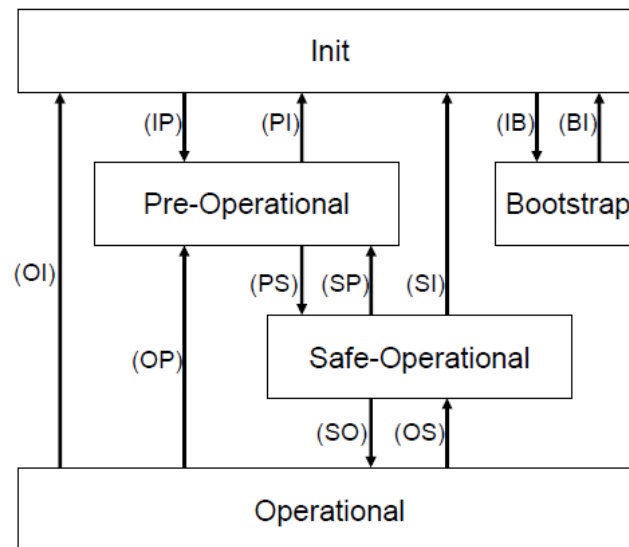 Init
(IP) (PI) (IB) (BI)
Pre-Operational Bootstrap
(OI) (PS) (SP) (SI)
(OP) Safe-Operational
(SO) (OS)
Operational